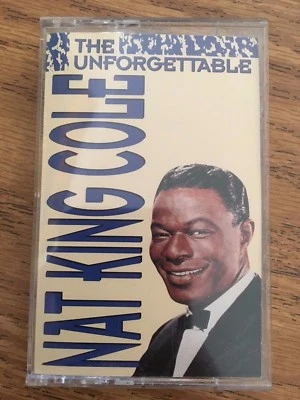 THE
UNFORGETTABLE
NAT KING COLE